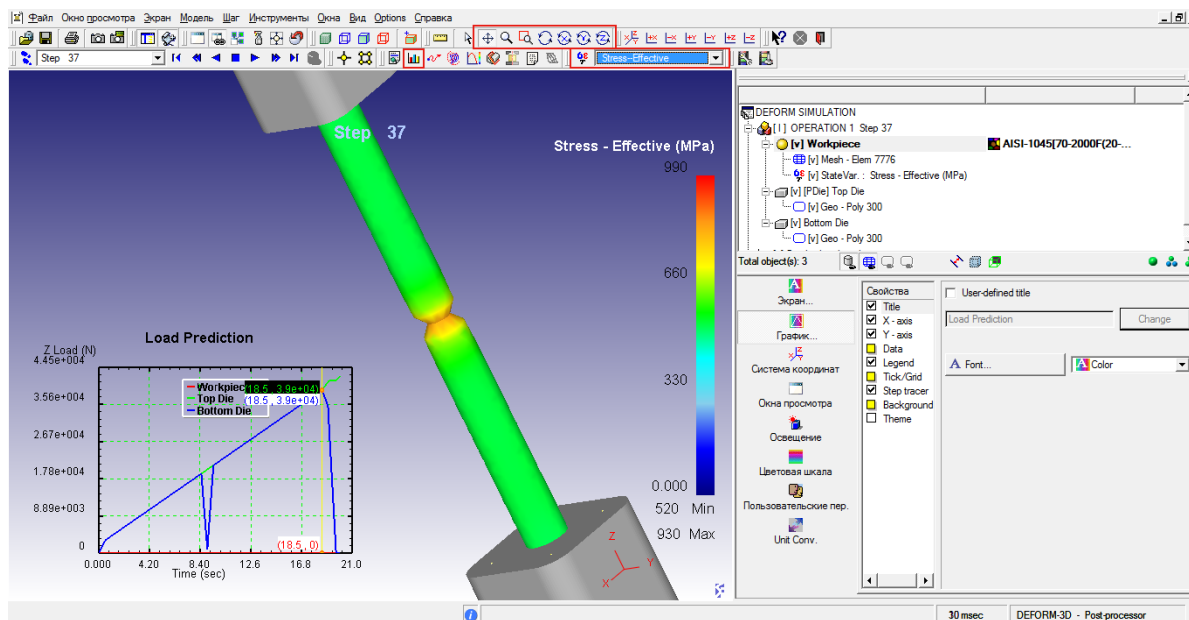 Файл Окно просмотра Экран Модель Шаг Инструменты Окна Вид Options Справка
Step 37
Stress--Effective
Step 37
Stress - Effective (MPa)
990
660
330
0.000
520 Min
930 Max
Load Prediction
Z Load (N)
4.45e+004
3.56e+004
2.67e+004
1.78e+004
8.89e+003
0
Workpiec
Top Die
Bottom Die
(18.5 , 3.9e+04)
(18.5 , 3.9e+04)
(18.5, 0)
0.000 4.20 8.40 12.6 16.8 21.0
Time (sec)
Z
Y
X
DEFORM SIMULATION
[I] OPERATION 1 Step 37
[v] Workpiece
AISI-1045[70-2000F(20-...
[v] Mesh - Elem 7776
[v] StateVar. : Stress - Effective (MPa)
[v] [PDie] Top Die
[v] Geo - Poly 300
[v] Bottom Die
[v] Geo - Poly 300
Total object(s): 3
Экран...
График...
Система координат
Окна просмотра
Освещение
Цветовая шкала
Пользовательские пер.
Unit Conv.
Свойства
Title
X - axis
Y - axis
Data
Legend
Tick/Grid
Step tracer
Background
Theme
User-defined title
Load Prediction
Change
A Font...
Color
30 msec
DEFORM-3D - Post-processor